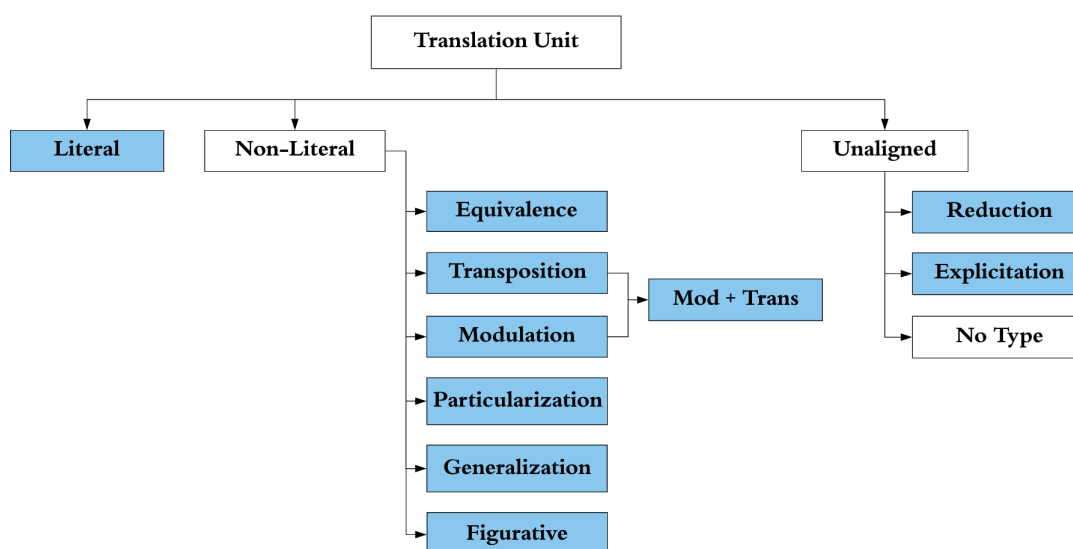 Translation Unit
Literal
Non-Literal
Unaligned
Equivalence
Reduction
Transposition
Explicitation
Mod + Trans
Modulation
No Type
Particularization
Generalization
Figurative